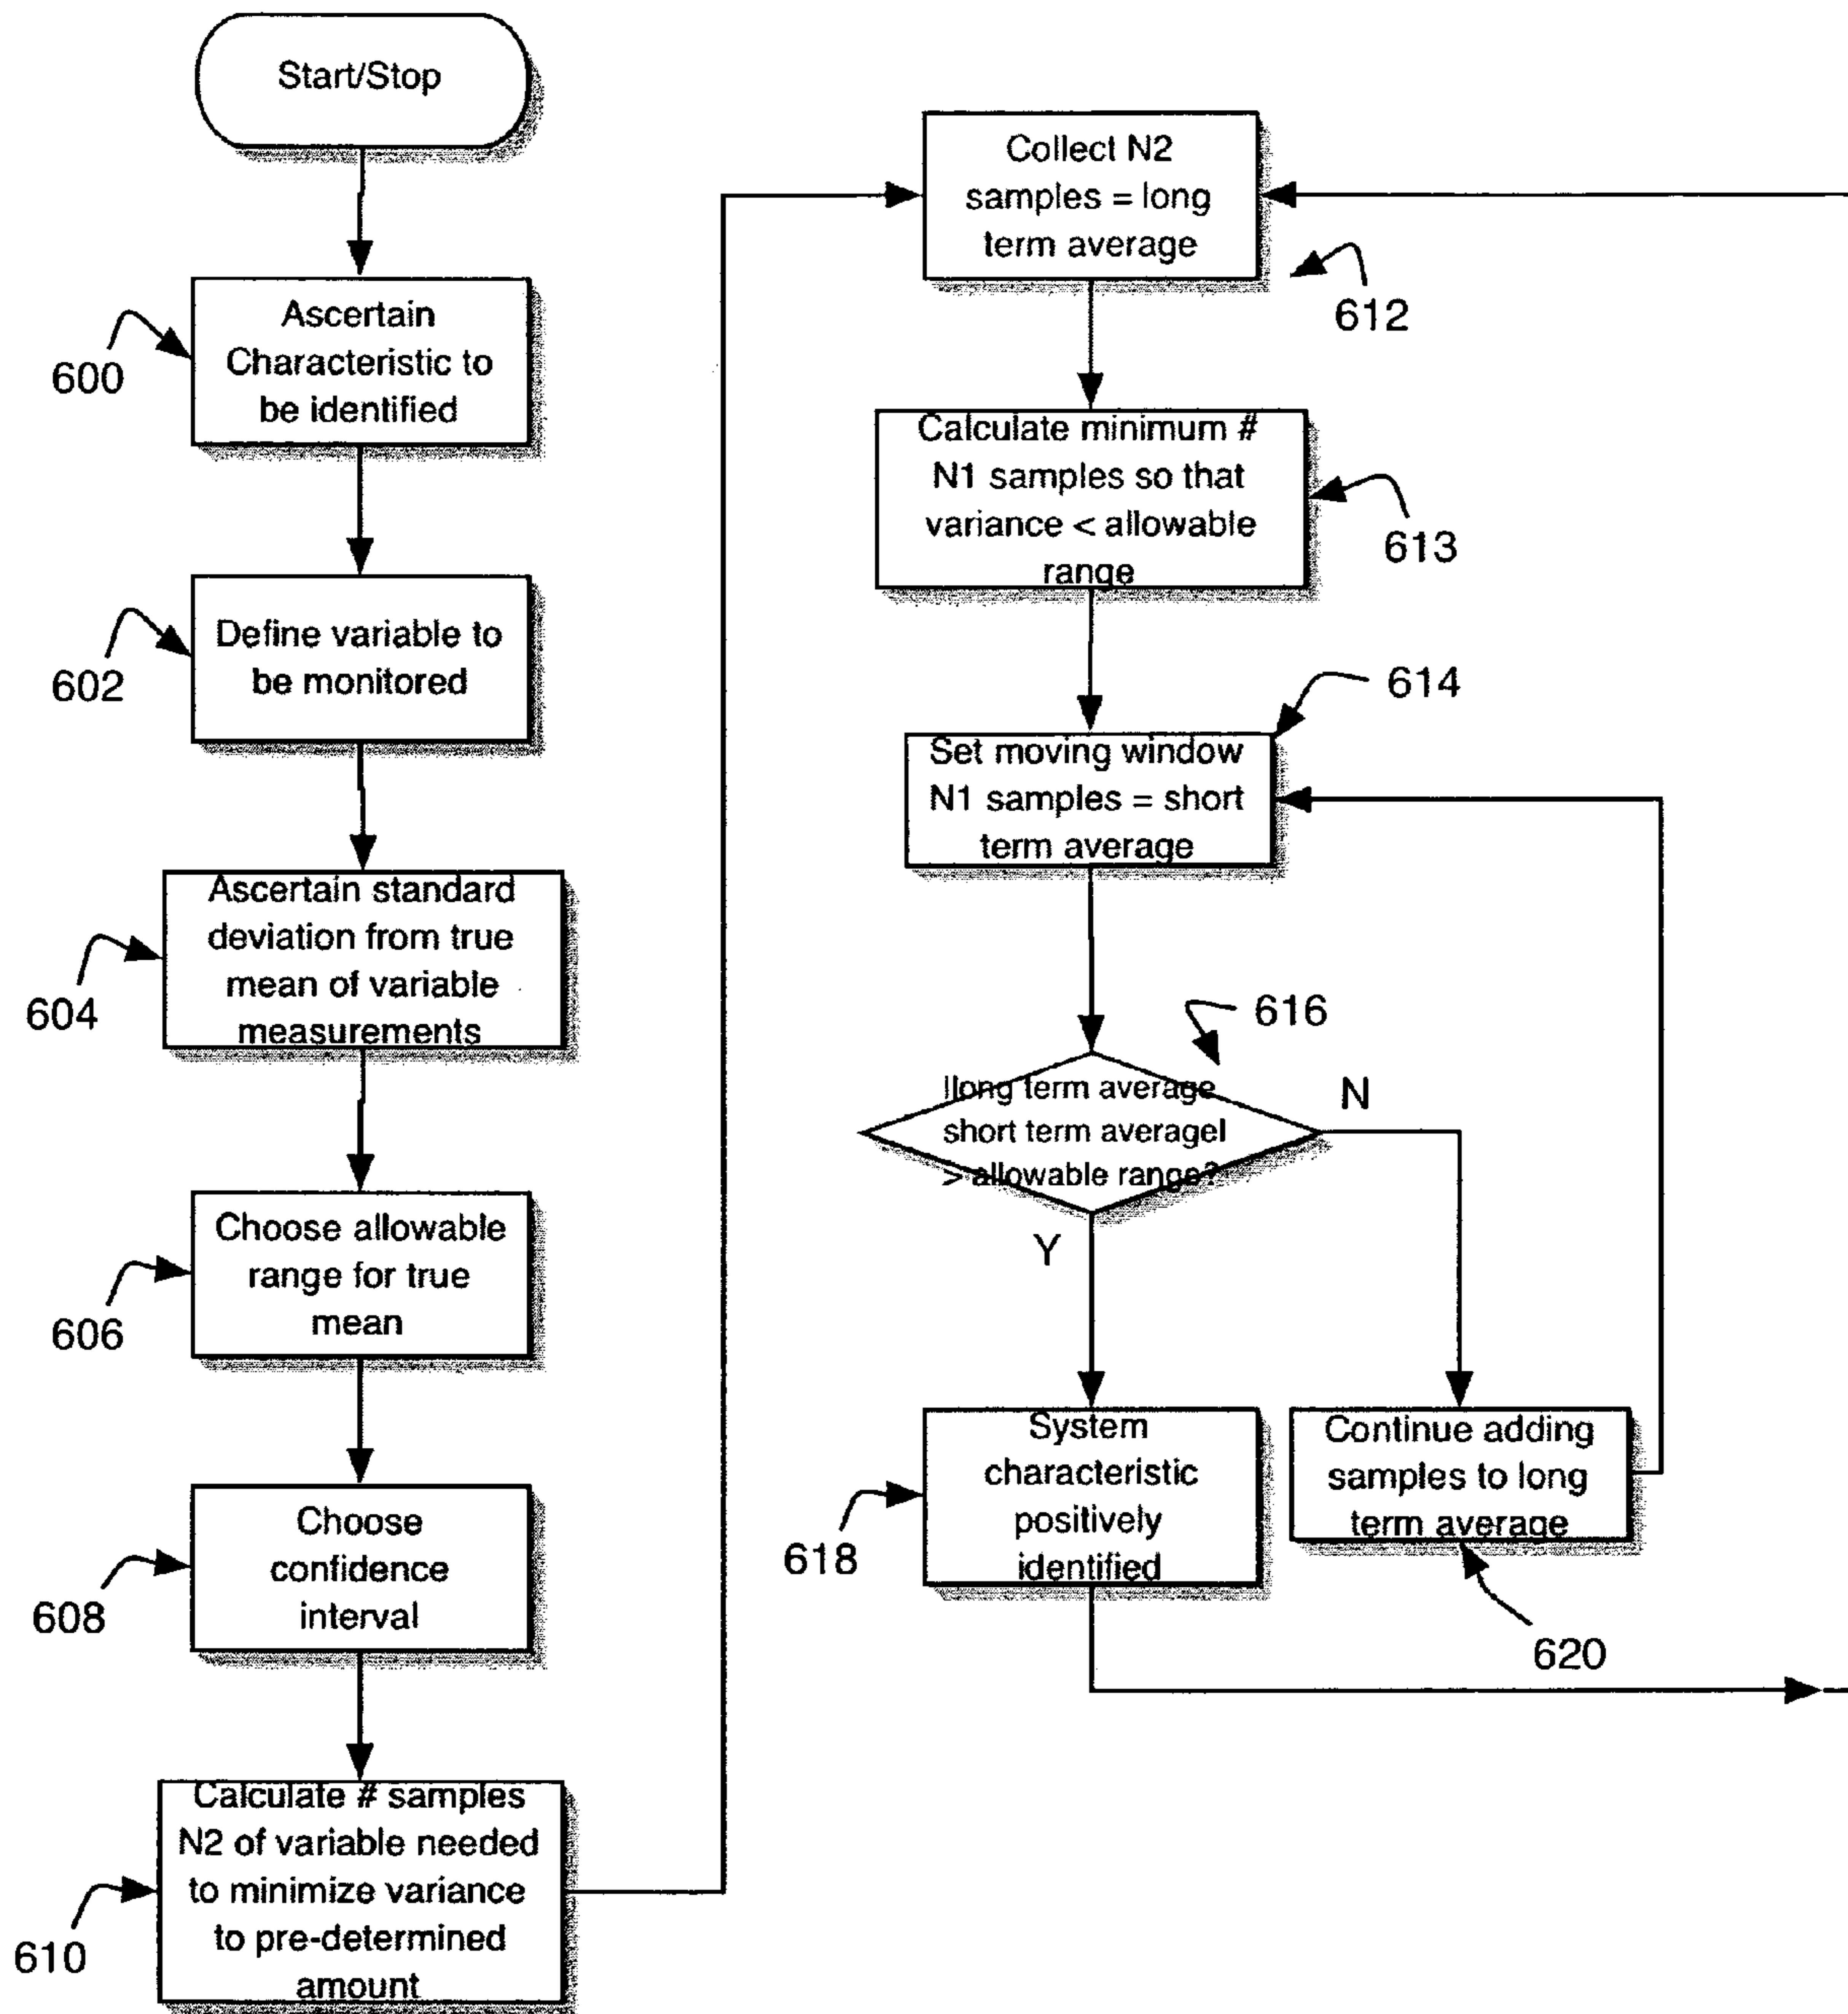 Start/Stop
600
Ascertain
Characteristic to
be identified
602
Define variable to
be monitored
604
Ascertain standard
deviation from true
mean of variable
measurements
606
Choose allowable
range for true
mean
608
Choose
confidence
interval
610
Calculate # samples
N2 of variable needed
to minimize variance
to pre-determined
amount
Collect N2
samples = long
term average
612
Calculate minimum #
N1 samples so that
variance < allowable
range
613
614
Set moving window
N1 samples = short
term average
616
|long term average
short term average|
> allowable range?
N
Y
618
System
characteristic
positively
identified
Continue adding
samples to long
term average
620